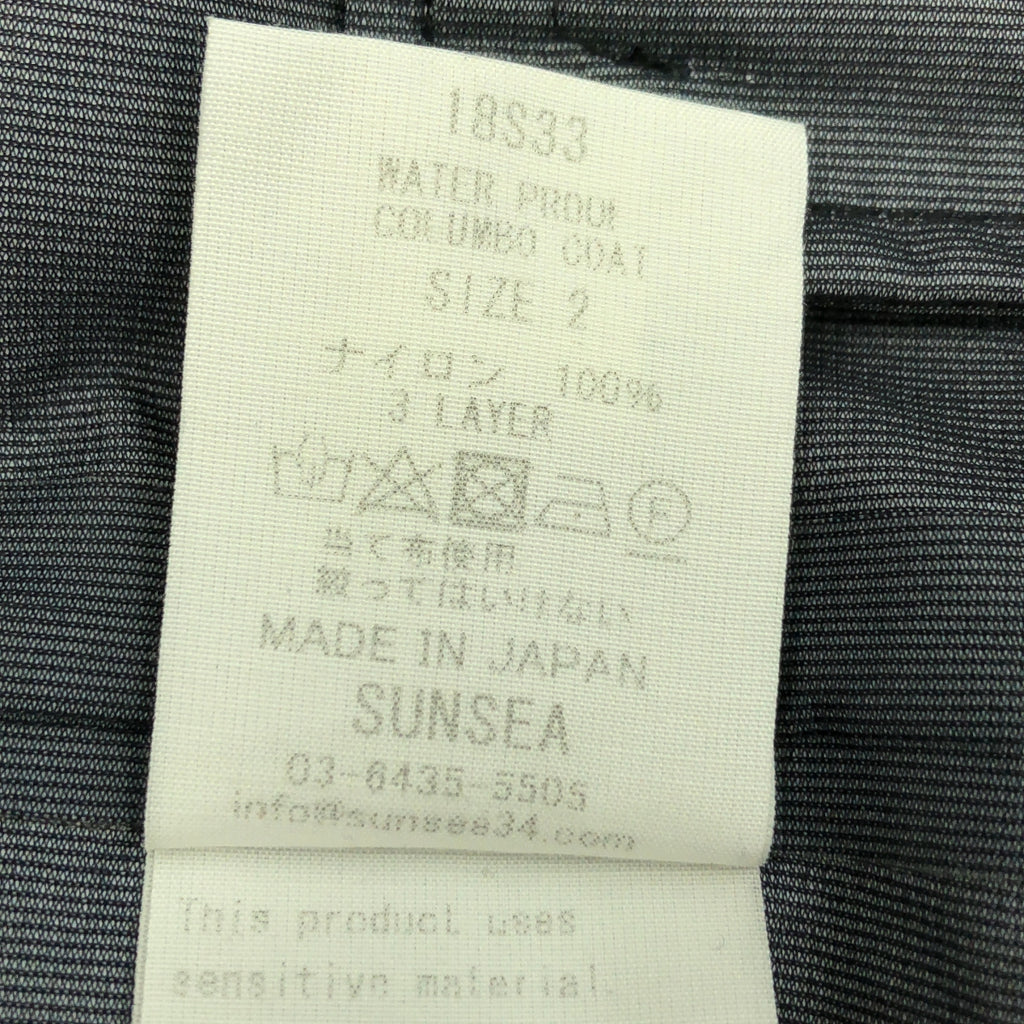 18S33
WATER PROOF
COLUMBO COAT
SIZE 2
ナイロン 100%
3 LAYER
当て布使用
絞ってはいけない
MADE IN JAPAN
SUNSEA
03-6435-5505
info@sunsea34.com
This product uses
sensitive material.